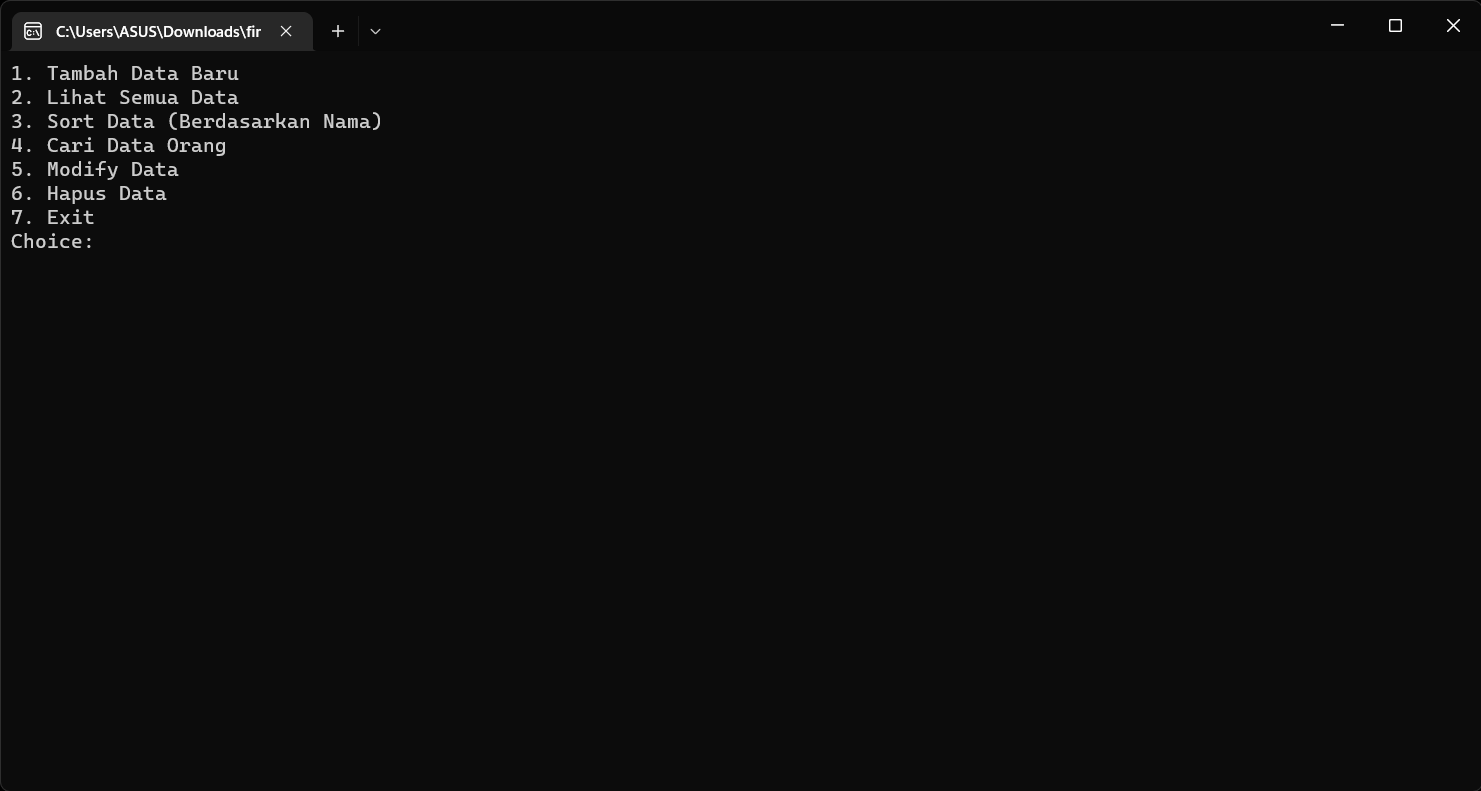 C:\Users\ASUS\Downloads\fir
1. Tambah Data Baru
2. Lihat Semua Data
3. Sort Data (Berdasarkan Nama)
4. Cari Data Orang
5. Modify Data
6. Hapus Data
7. Exit
Choice: